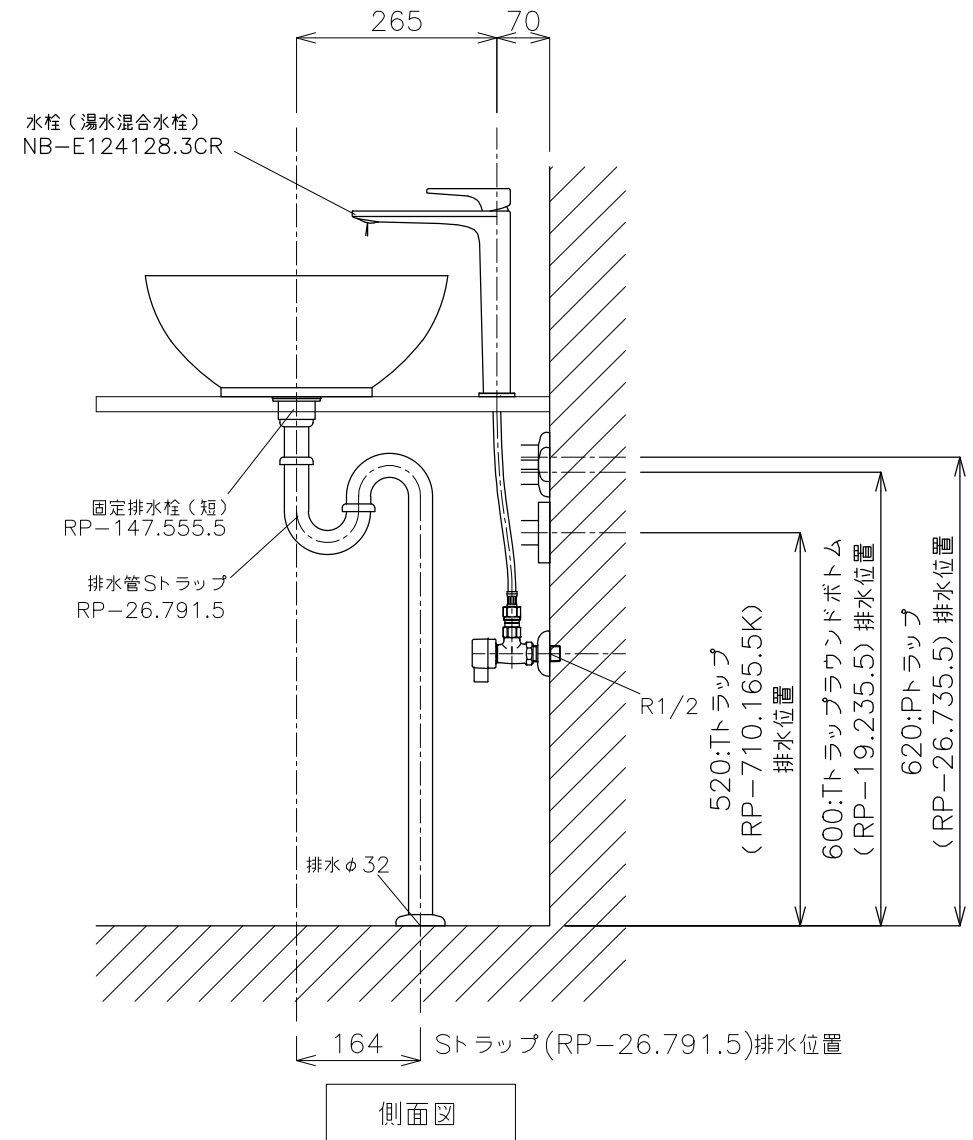 265
70
水栓（湯水混合水栓）
NB−E124128.3CR
固定排水栓（短）
RP−147.555.5
排水管Sトラップ
RP−26.791.5
R1/2
排水φ32
520:Tトラップ
(RP−710.165.5K)
排水位置
600:Tトラップラウンドボトム
(RP−19.235.5) 排水位置
620:Pトラップ
(RP−26.735.5) 排水位置
164
Sトラップ(RP−26.791.5)排水位置
側面図